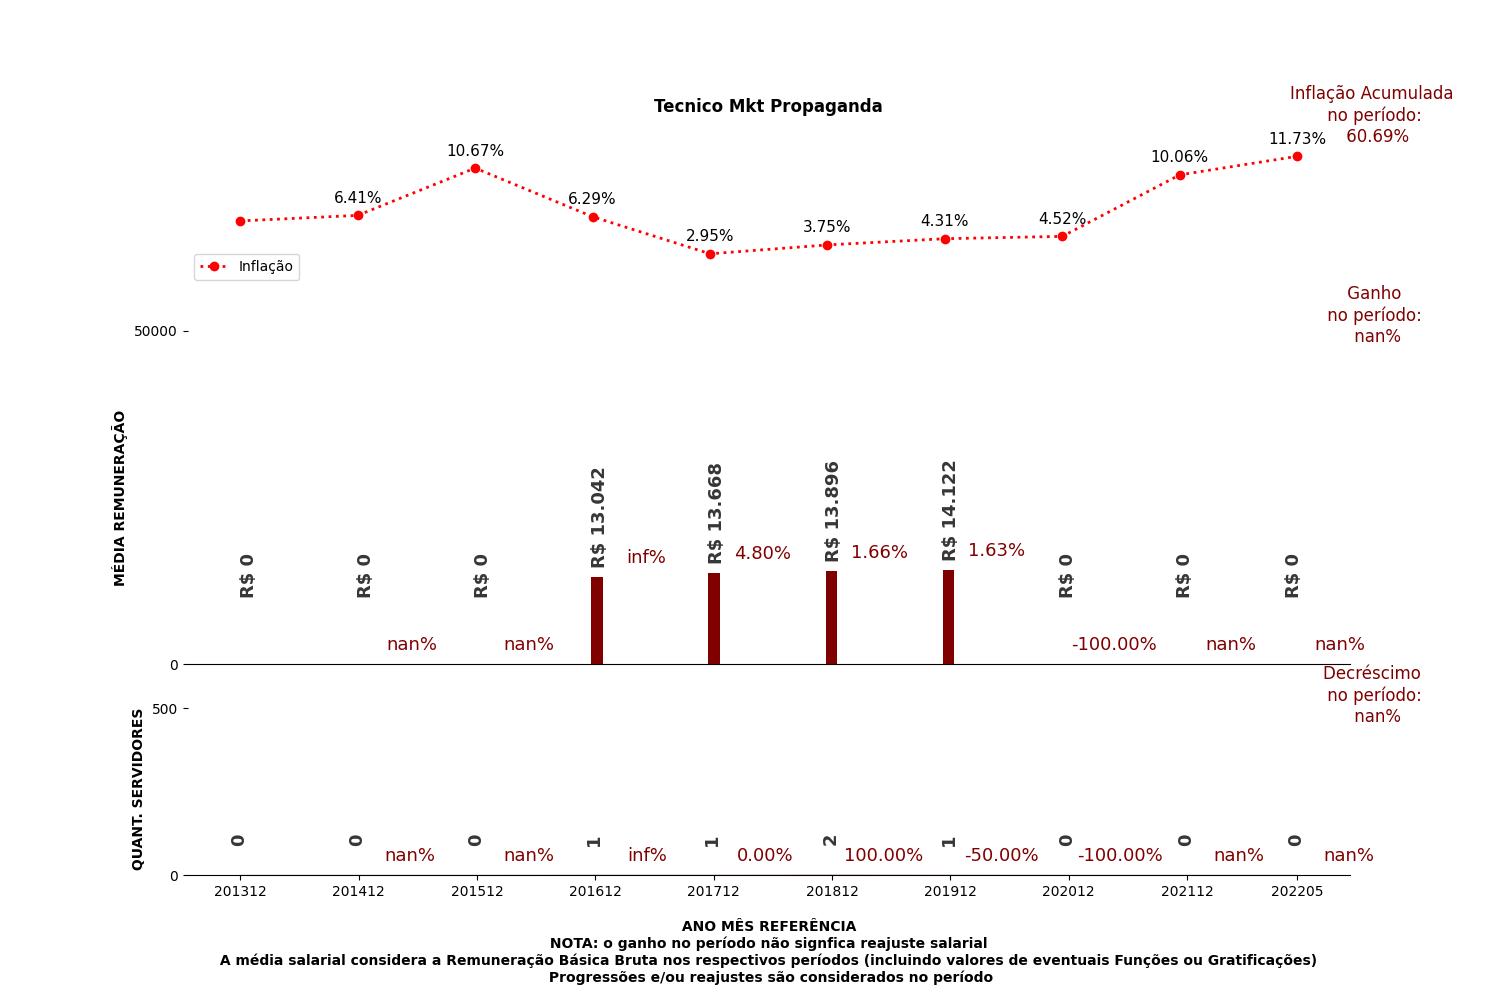 Tecnico Mkt Propaganda
Inflação Acumulada
no período:
60.69%
6.41%
10.67%
6.29%
2.95%
3.75%
4.31%
4.52%
10.06%
11.73%
Inflação
Ganho
no período:
nan%
50000
0
MÉDIA REMUNERAÇÃO
R$ 0
R$ 0
R$ 0
R$ 13.042
R$ 13.668
R$ 13.896
R$ 14.122
R$ 0
R$ 0
R$ 0
nan%
nan%
inf%
4.80%
1.66%
1.63%
-100.00%
nan%
nan%
Decréscimo
no período:
nan%
500
0
QUANT. SERVIDORES
0
0
0
1
1
2
1
0
0
0
nan%
nan%
inf%
0.00%
100.00%
-50.00%
-100.00%
nan%
nan%
201312
201412
201512
201612
201712
201812
201912
202012
202112
202205
ANO MÊS REFERÊNCIA
NOTA: o ganho no período não signfica reajuste salarial
A média salarial considera a Remuneração Básica Bruta nos respectivos períodos (incluindo valores de eventuais Funções ou Gratificações)
Progressões e/ou reajustes são considerados no período